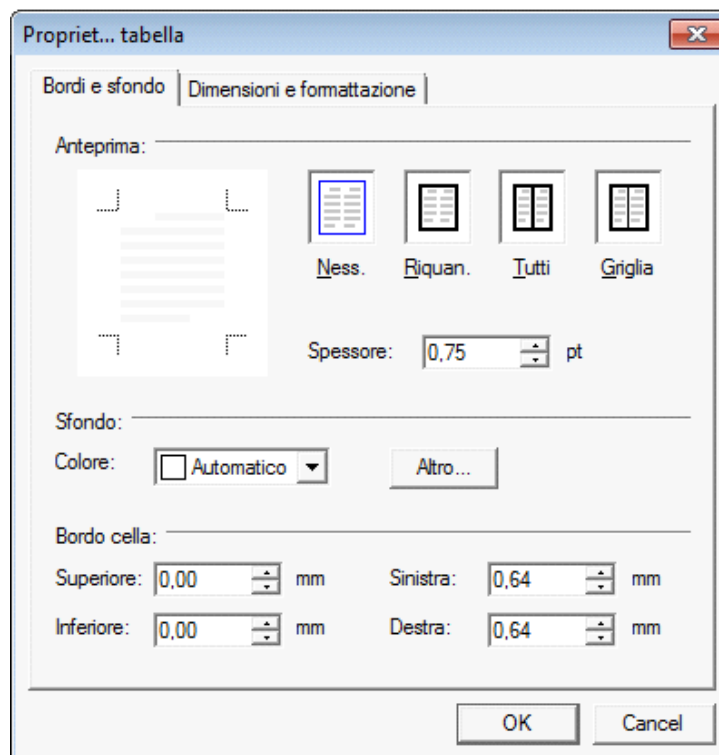 Propriet... tabella
Bordi e sfondo Dimensioni e formattazione
Anteprima:
Ness. Riquan. Tutti Griglia
Spessore: 0,75 pt
Sfondo:
Colore: Automatico Altro...
Bordo cella:
Superiore: 0,00 mm Sinistra: 0,64 mm
Inferiore: 0,00 mm Destra: 0,64 mm
OK Cancel